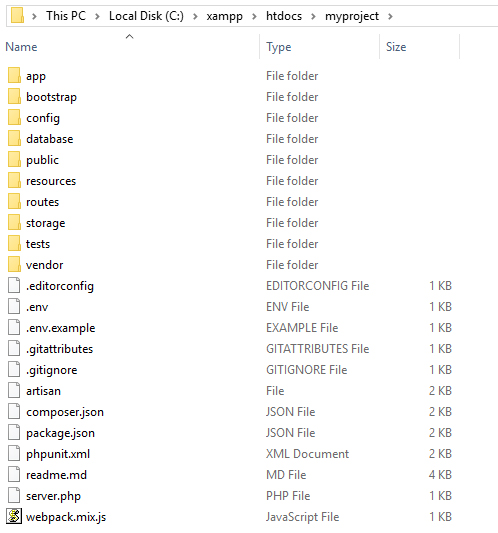 This PC > Local Disk (C:) > xampp > htdocs > myproject >
Name Type Size
app File folder
bootstrap File folder
config File folder
database File folder
public File folder
resources File folder
routes File folder
storage File folder
tests File folder
vendor File folder
.editorconfig EDITORCONFIG File 1 KB
.env ENV File 1 KB
.env.example EXAMPLE File 1 KB
.gitattributes GITATTRIBUTES File 1 KB
.gitignore GITIGNORE File 1 KB
artisan File 2 KB
composer.json JSON File 2 KB
package.json JSON File 2 KB
phpunit.xml XML Document 2 KB
readme.md MD File 4 KB
server.php PHP File 1 KB
webpack.mix.js JavaScript File 1 KB